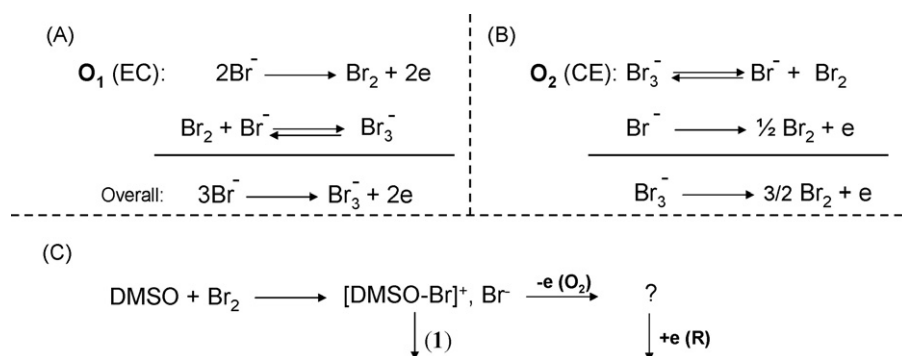 (A)
O₁ (EC): 2Br⁻ ⟶ Br₂ + 2e
Br₂ + Br⁻ ⇌ Br₃⁻
Overall: 3Br⁻ ⟶ Br₃⁻ + 2e
(B)
O₂ (CE): Br₃⁻ ⇌ Br⁻ + Br₂
Br⁻ ⟶ ½ Br₂ + e
Br₃⁻ ⟶ 3/2 Br₂ + e
(C)
DMSO + Br₂ ⟶ [DMSO-Br]⁺, Br⁻ -e (O₂) ⟶ ?
(1) +e (R)